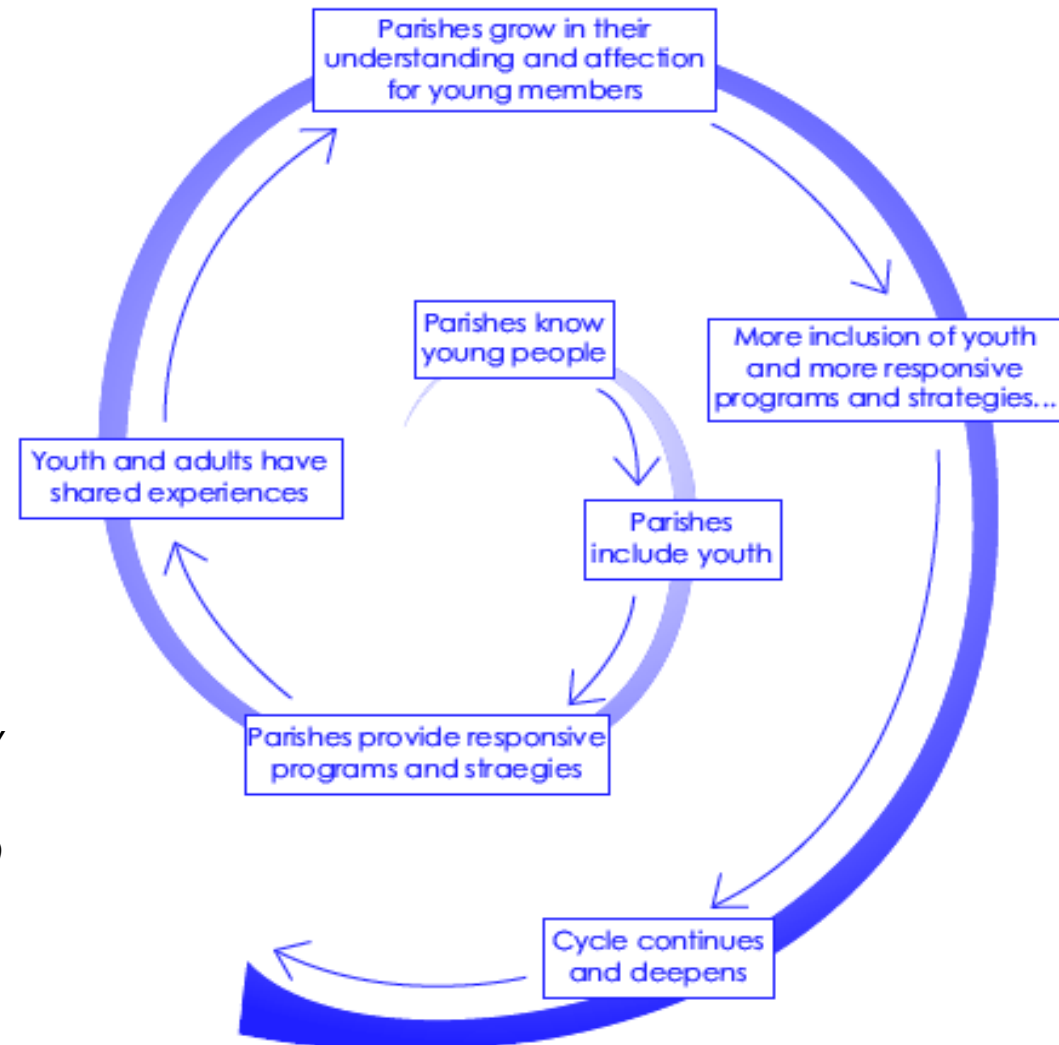 Parishes grow in their
understanding and affection
for young members
Parishes know
young people
More inclusion of youth
and more responsive
programs and strategies...
Youth and adults have
shared experiences
Parishes
include youth
Parishes provide responsive
programs and straegies
Cycle continues
and deepens